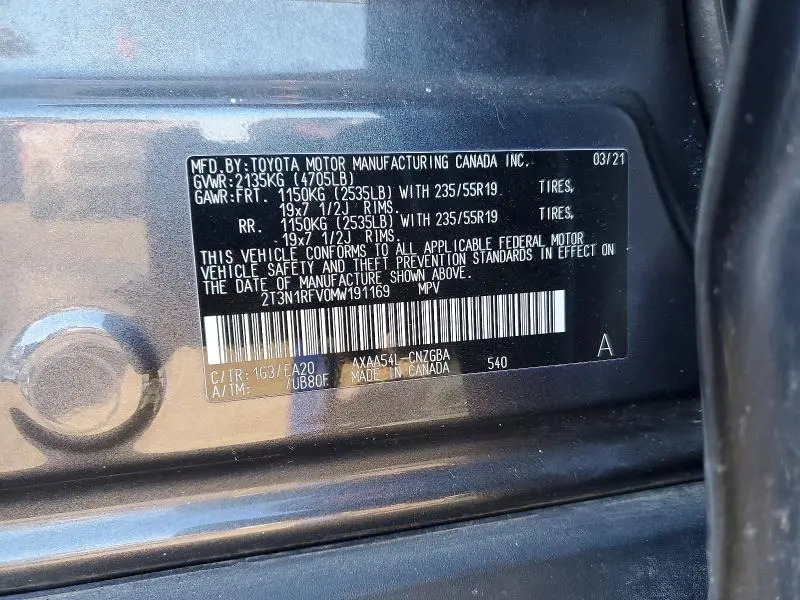 MFD.BY:TOYOTA MOTOR MANUFACTURING CANADA INC. 03/21
GVWR:2135KG (4705LB)
GAWR:FRT. 1150KG (2535LB) WITH 235/55R19 TIRES,
19x7 1/2J RIMS
RR. 1150KG (2535LB) WITH 235/55R19 TIRES,
19x7 1/2J RIMS
THIS VEHICLE CONFORMS TO ALL APPLICABLE FEDERAL MOTOR
VEHICLE SAFETY AND THEFT PREVENTION STANDARDS IN EFFECT ON
THE DATE OF MANUFACTURE SHOWN ABOVE.
2T3N1RFV0MW191169 MPV
C/TR:1G3/EA20 AXAA54L-CNZGBA 540 A
A/TM: /UB80F MADE IN CANADA